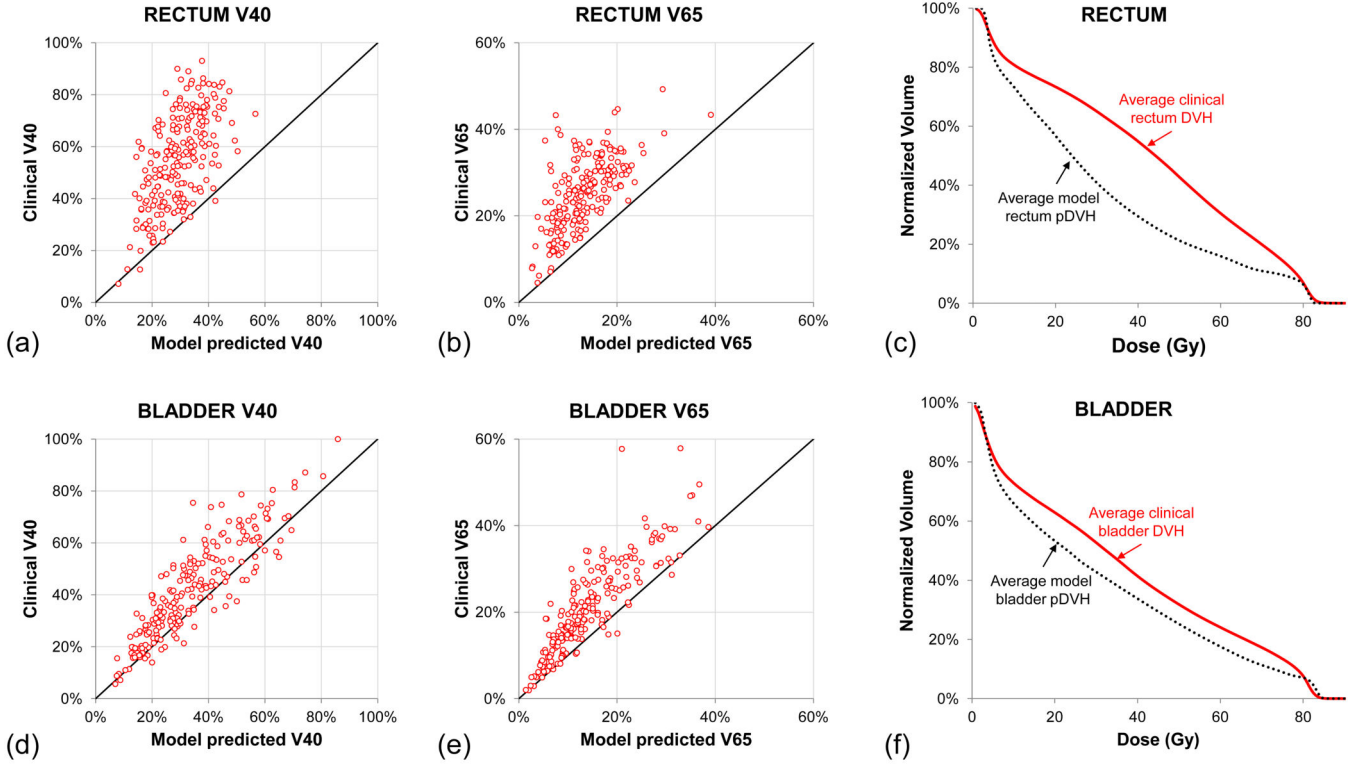 RECTUM V40
100%
80%
60%
40%
20%
0%
Clinical V40
0% 20% 40% 60% 80% 100%
Model predicted V40
(a)
RECTUM V65
60%
40%
20%
0%
Clinical V65
0% 20% 40% 60%
Model predicted V65
(b)
RECTUM
100%
80%
60%
40%
20%
0%
Normalized Volume
Average clinical
rectum DVH
Average model
rectum pDVH
0 20 40 60 80
Dose (Gy)
(c)
BLADDER V40
100%
80%
60%
40%
20%
0%
Clinical V40
0% 20% 40% 60% 80% 100%
Model predicted V40
(d)
BLADDER V65
60%
40%
20%
0%
Clinical V65
0% 20% 40% 60%
Model predicted V65
(e)
BLADDER
100%
80%
60%
40%
20%
0%
Normalized Volume
Average clinical
bladder DVH
Average model
bladder pDVH
0 20 40 60 80
Dose (Gy)
(f)